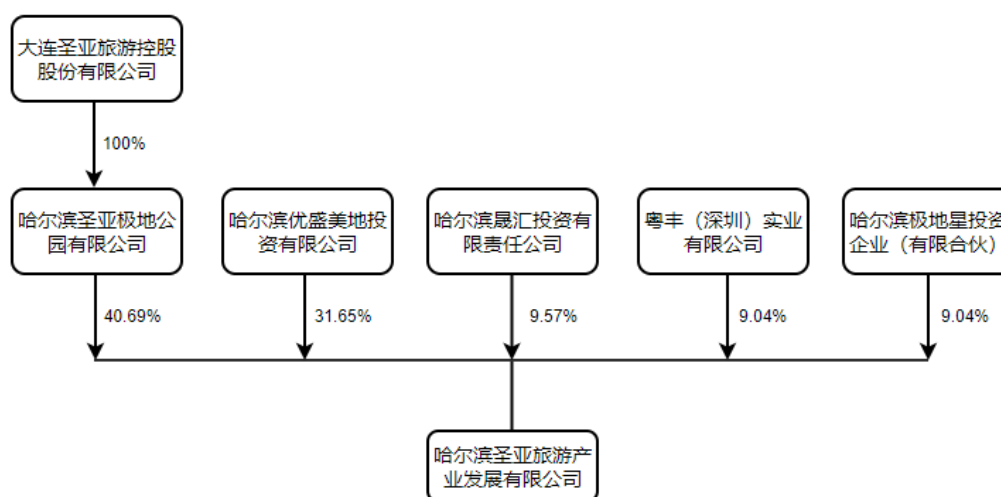 大连圣亚旅游控股
股份有限公司
100%
哈尔滨圣亚极地公
园有限公司
哈尔滨优盛美地投
资有限公司
哈尔滨晟汇投资有
限责任公司
粤丰（深圳）实业
有限公司
哈尔滨极地星投资
企业（有限合伙）
40.69%
31.65%
9.57%
9.04%
9.04%
哈尔滨圣亚旅游产
业发展有限公司